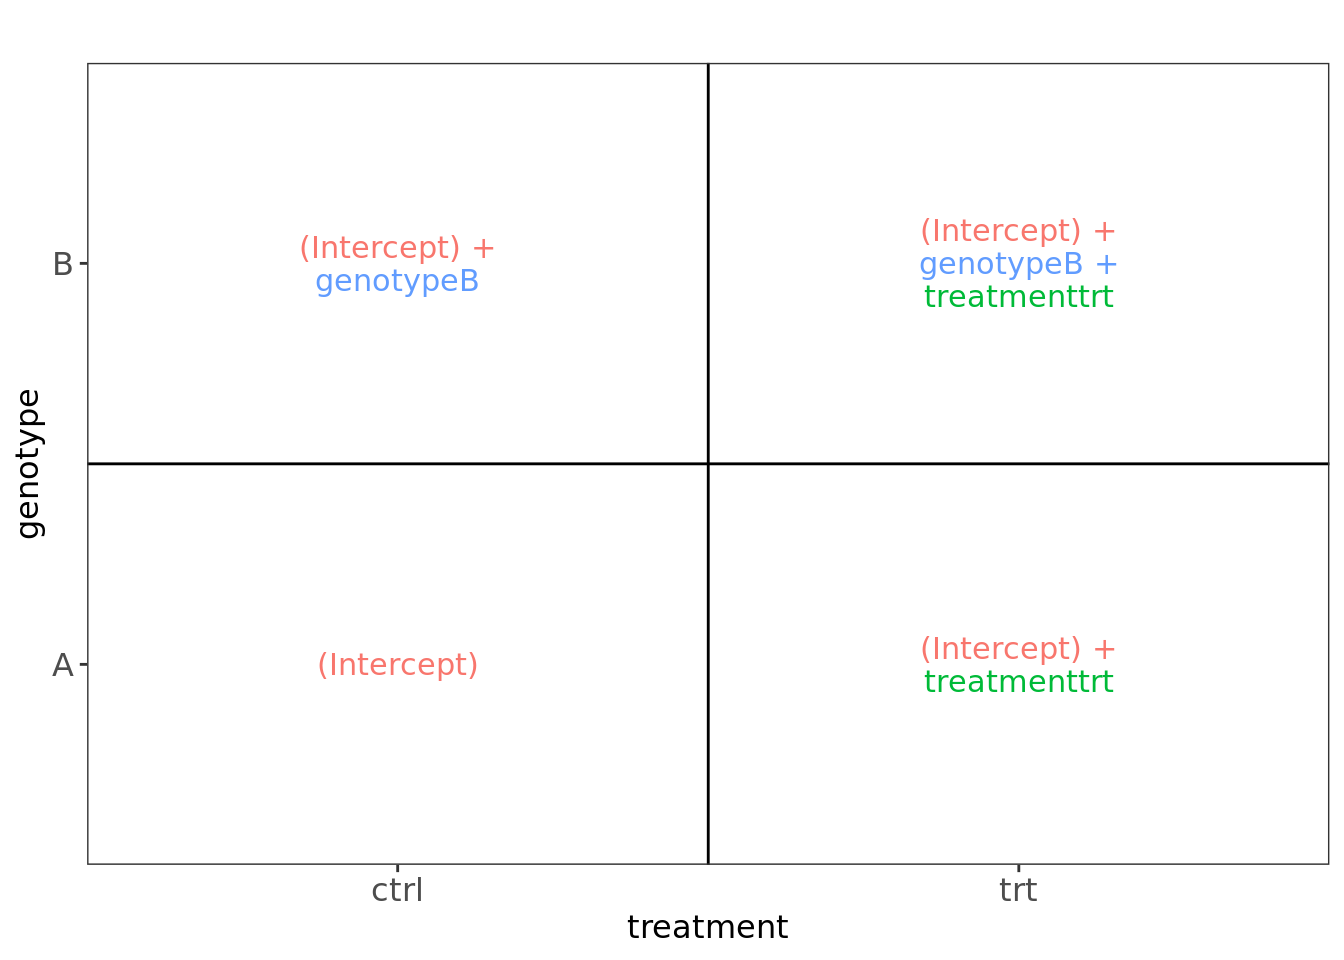 genotype
B
(Intercept) +
genotypeB
(Intercept) +
genotypeB +
treatmenttrt
A
(Intercept)
(Intercept) +
treatmenttrt
ctrl
trt
treatment